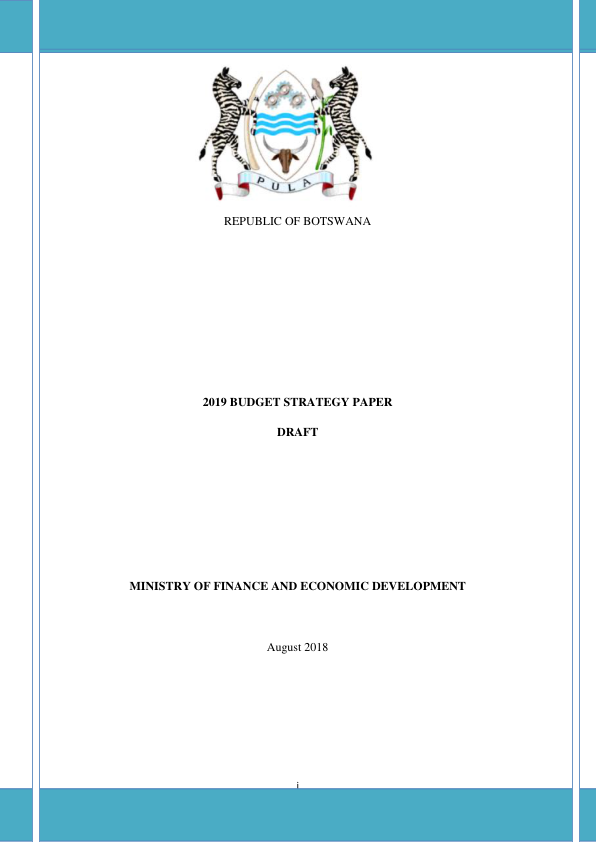 PULA
REPUBLIC OF BOTSWANA
2019 BUDGET STRATEGY PAPER
DRAFT
MINISTRY OF FINANCE AND ECONOMIC DEVELOPMENT
August 2018
i